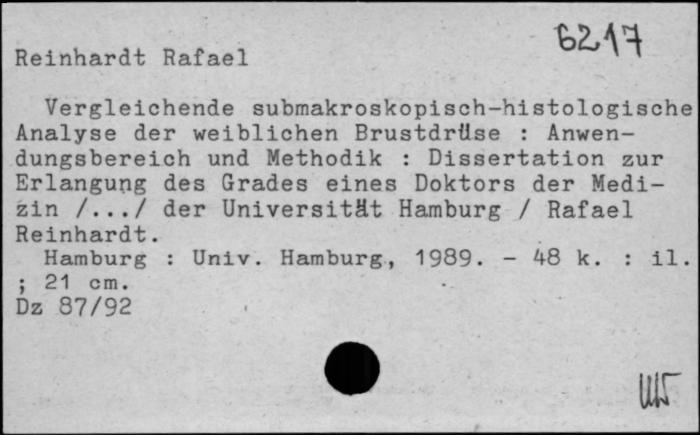 6217
Reinhardt Rafael
Vergleichende submakroskopisch-histologische
Analyse der weiblichen Brustdrüse : Anwen-
dungsbereich und Methodik : Dissertation zur
Erlangung des Grades eines Doktors der Medi-
zin /.../ der Universität Hamburg / Rafael
Reinhardt.
Hamburg : Univ. Hamburg, 1989. - 48 k. : il.
; 21 cm.
Dz 87/92